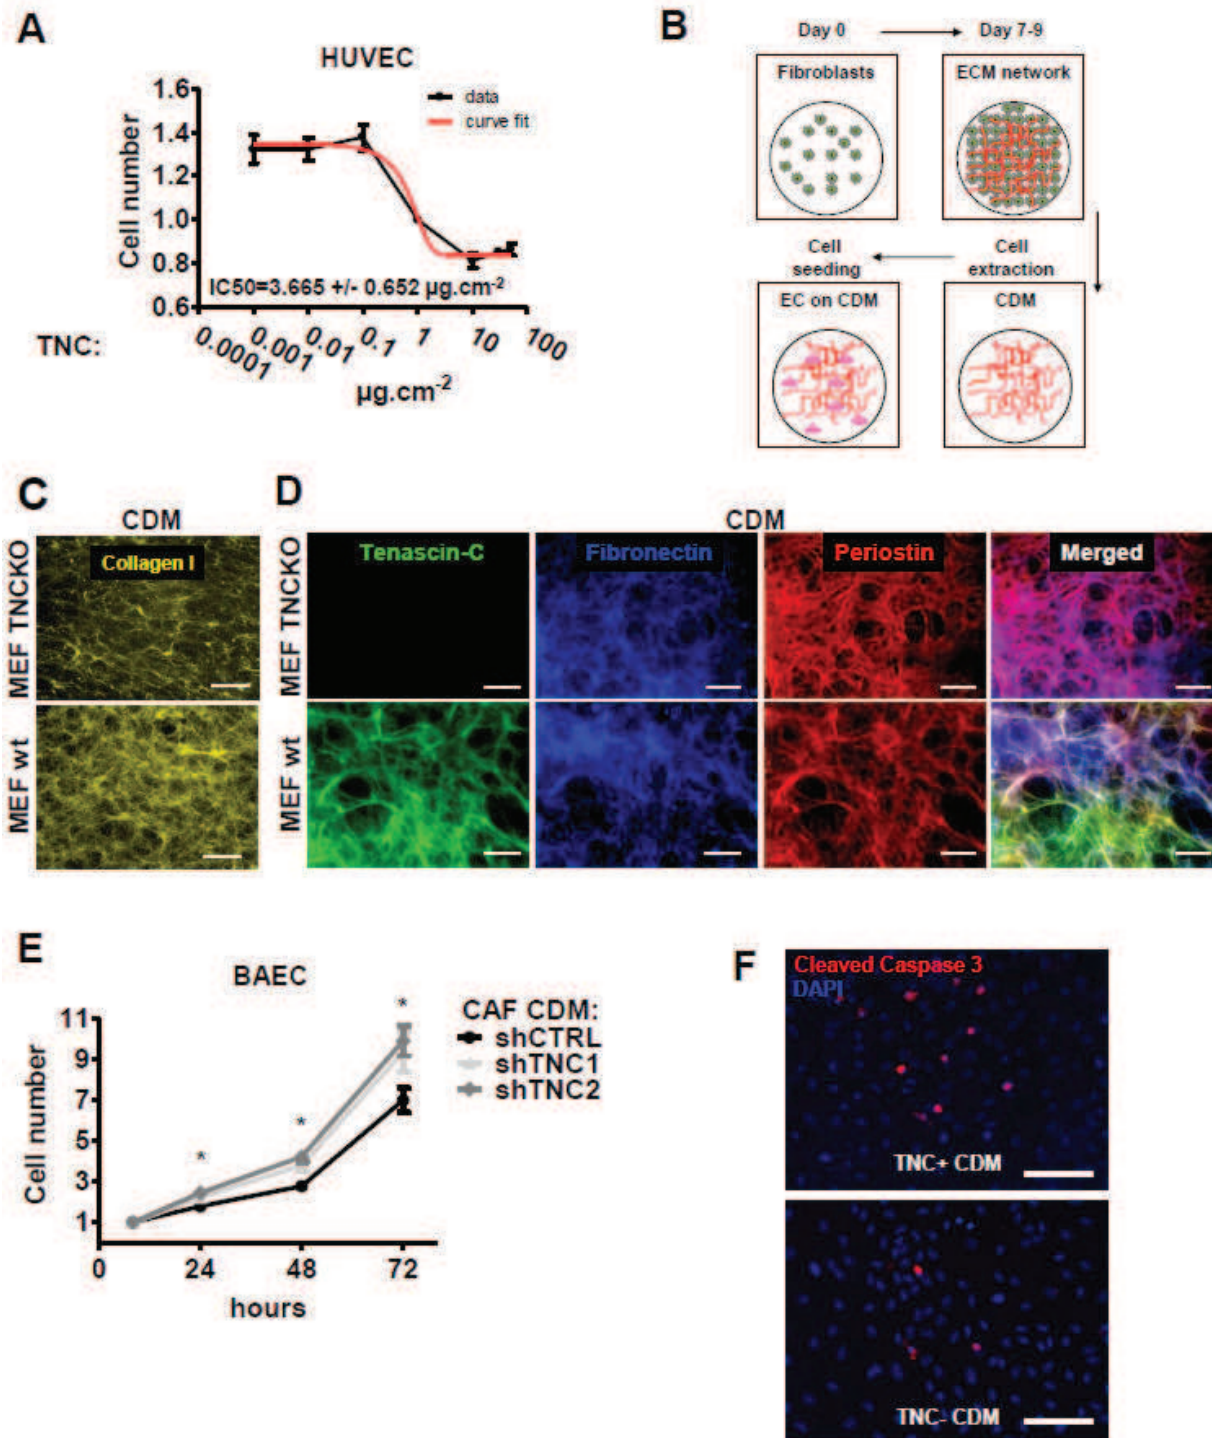 A
HUVEC
1.6
1.4
1.2
1.0
0.8
0.6
Cell number
data
curve fit
IC50=3.665 +/- 0.652 µg.cm-2
TNC:
0.0001
0.001
0.01
0.1
1
10
100
µg.cm-2
B
Day 0
Day 7-9
Fibroblasts
ECM network
Cell
seeding
Cell
extraction
EC on CDM
CDM
C
CDM
MEF TNCKO
Collagen I
MEF wt
D
CDM
MEF TNCKO
Tenascin-C
Fibronectin
Periostin
Merged
MEF wt
E
BAEC
11
9
7
5
3
1
Cell number
*
*
*
0
24
48
72
hours
CAF CDM:
shCTRL
shTNC1
shTNC2
F
Cleaved Caspase 3
DAPI
TNC+ CDM
TNC- CDM